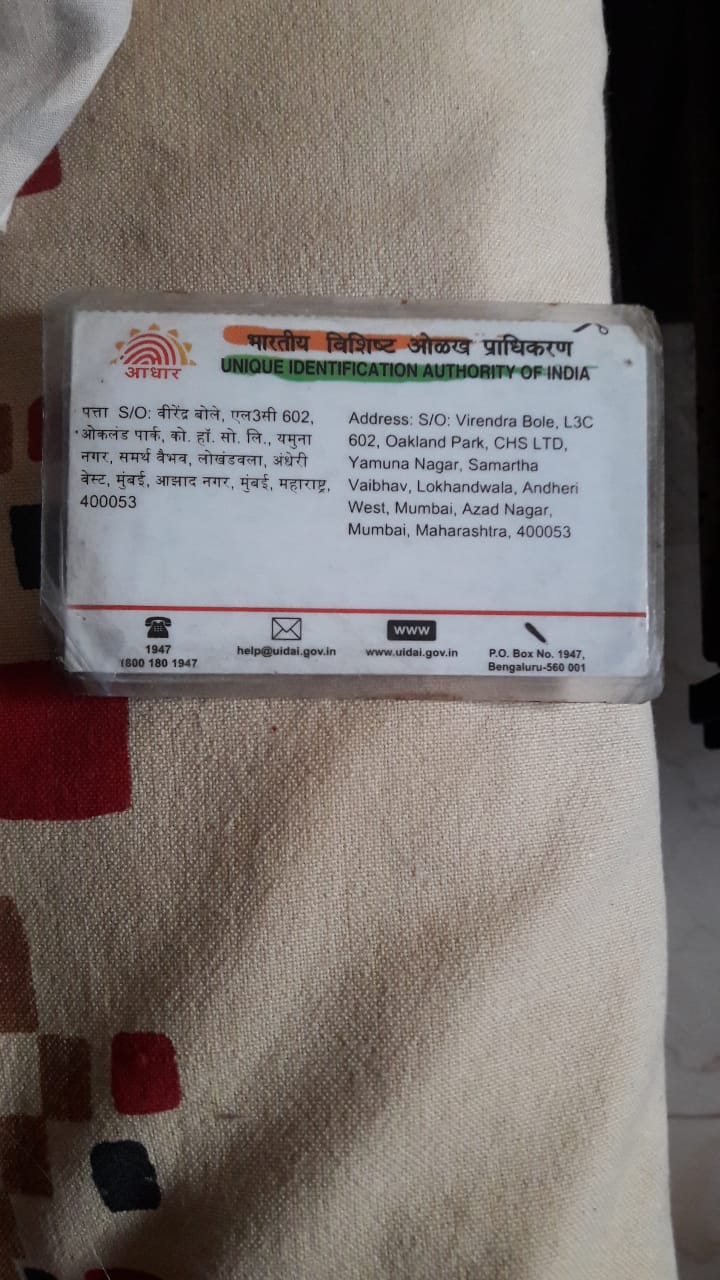 भारतीय विशिष्ट ओळख प्राधिकरण
UNIQUE IDENTIFICATION AUTHORITY OF INDIA
आधार
पत्ता S/O: वीरेंद्र बोले, एल3सी 602,
ओकलंड पार्क, को. हॉ. सो. लि., यमुना
नगर, समर्थ वैभव, लोखंडवला, अंधेरी
वेस्ट, मुंबई, आझाद नगर, मुंबई, महाराष्ट्र,
400053
Address: S/O: Virendra Bole, L3C
602, Oakland Park, CHS LTD,
Yamuna Nagar, Samartha
Vaibhav, Lokhandwala, Andheri
West, Mumbai, Azad Nagar,
Mumbai, Maharashtra, 400053
1947
1800 180 1947
help@uidai.gov.in
www
www.uidai.gov.in
P.O. Box No. 1947,
Bengaluru-560 001